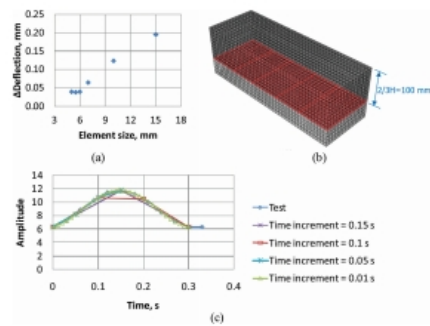 0.25
0.20
0.15
0.10
0.05
0.00
ΔDeflection, mm
3 6 9 12 15 18
Element size, mm
(a)
2/3H=100 mm
(b)
14
12
10
8
6
4
2
0
Amplitude
0 0.1 0.2 0.3 0.4
Time, s
Test
Time increment = 0.15 s
Time increment = 0.1 s
Time increment = 0.05 s
Time increment = 0.01 s
(c)